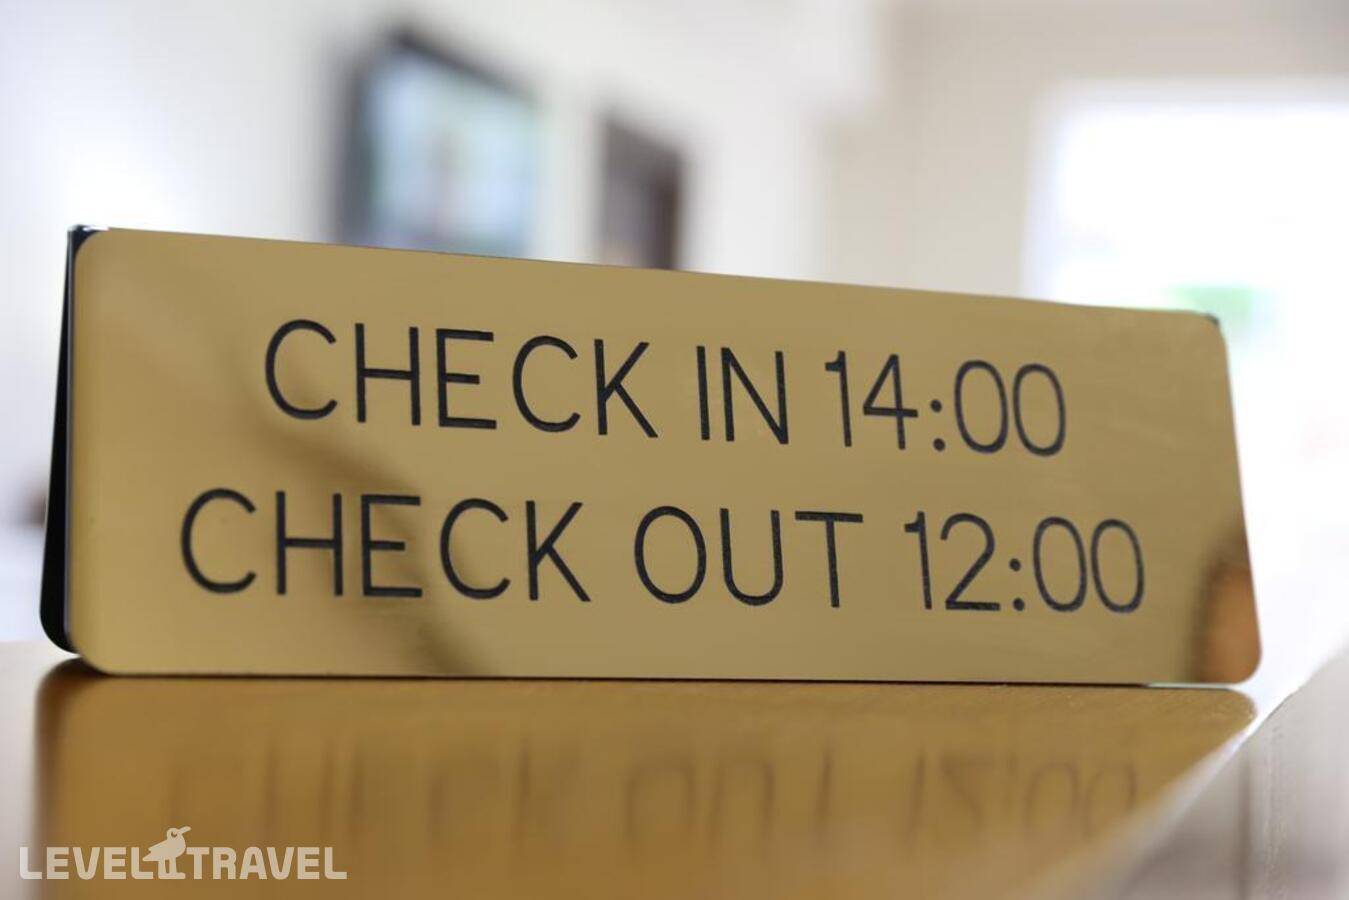 CHECK IN 14:00
CHECK OUT 12:00
LEVEL TRAVEL